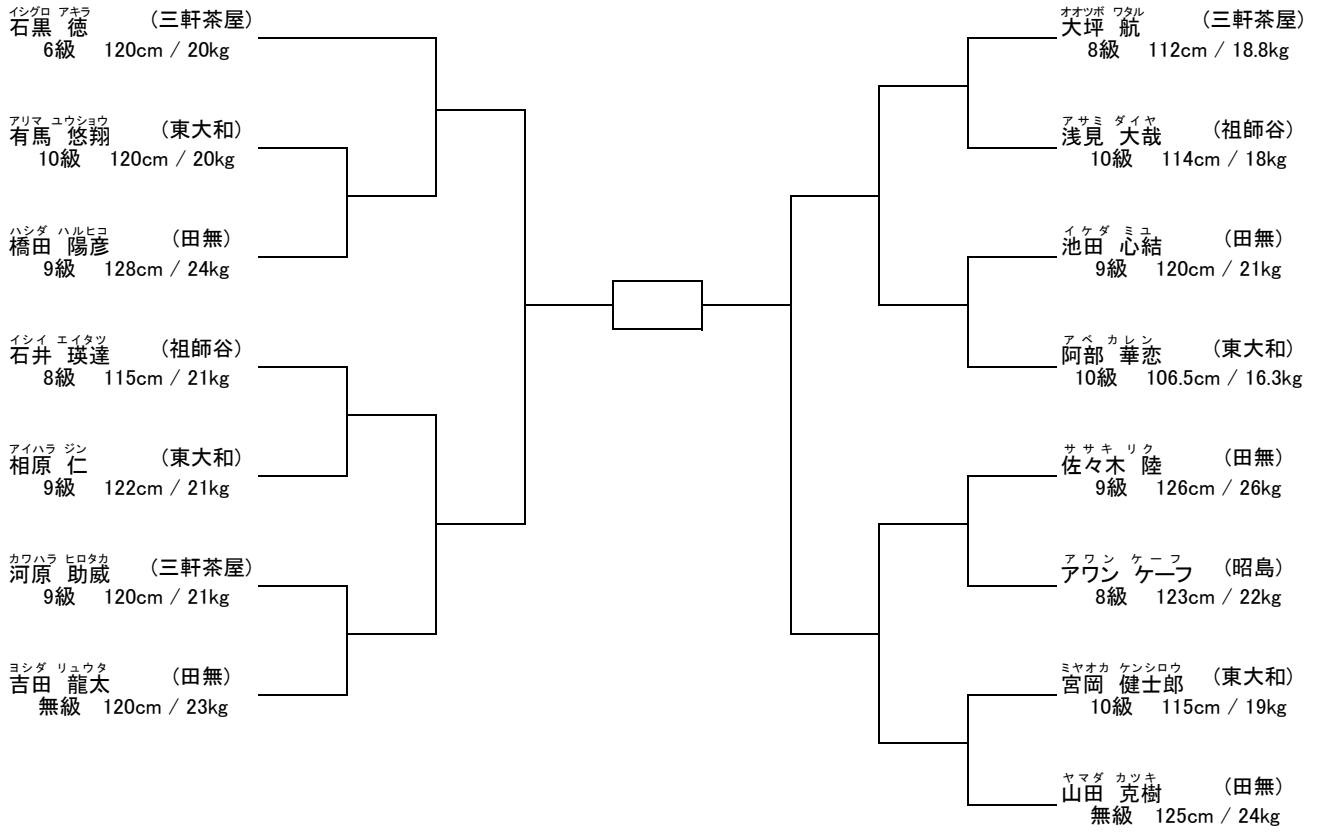 イシグロ アキラ
石黒 徳 (三軒茶屋)
6級 120cm / 20kg
アリマ ユウショウ
有馬 悠翔 (東大和)
10級 120cm / 20kg
ハシダ ハルヒコ
橋田 陽彦 (田無)
9級 128cm / 24kg
イシイ エイタツ
石井 瑛達 (祖師谷)
8級 115cm / 21kg
アイハラ ジン
相原 仁 (東大和)
9級 122cm / 21kg
カワハラ ヒロタカ
河原 助威 (三軒茶屋)
9級 120cm / 21kg
ヨシダ リュウタ
吉田 龍太 (田無)
無級 120cm / 23kg
オオツボ ワタル
大坪 航 (三軒茶屋)
8級 112cm / 18.8kg
アサミ ダイヤ
浅見 大哉 (祖師谷)
10級 114cm / 18kg
イケダ ミユ
池田 心結 (田無)
9級 120cm / 21kg
アベ カレン
阿部 華恋 (東大和)
10級 106.5cm / 16.3kg
ササキ リク
佐々木 陸 (田無)
9級 126cm / 26kg
アワン ケーフ
アワン ケーフ (昭島)
8級 123cm / 22kg
ミヤオカ ケンシロウ
宮岡 健士郎 (東大和)
10級 115cm / 19kg
ヤマダ カツキ
山田 克樹 (田無)
無級 125cm / 24kg